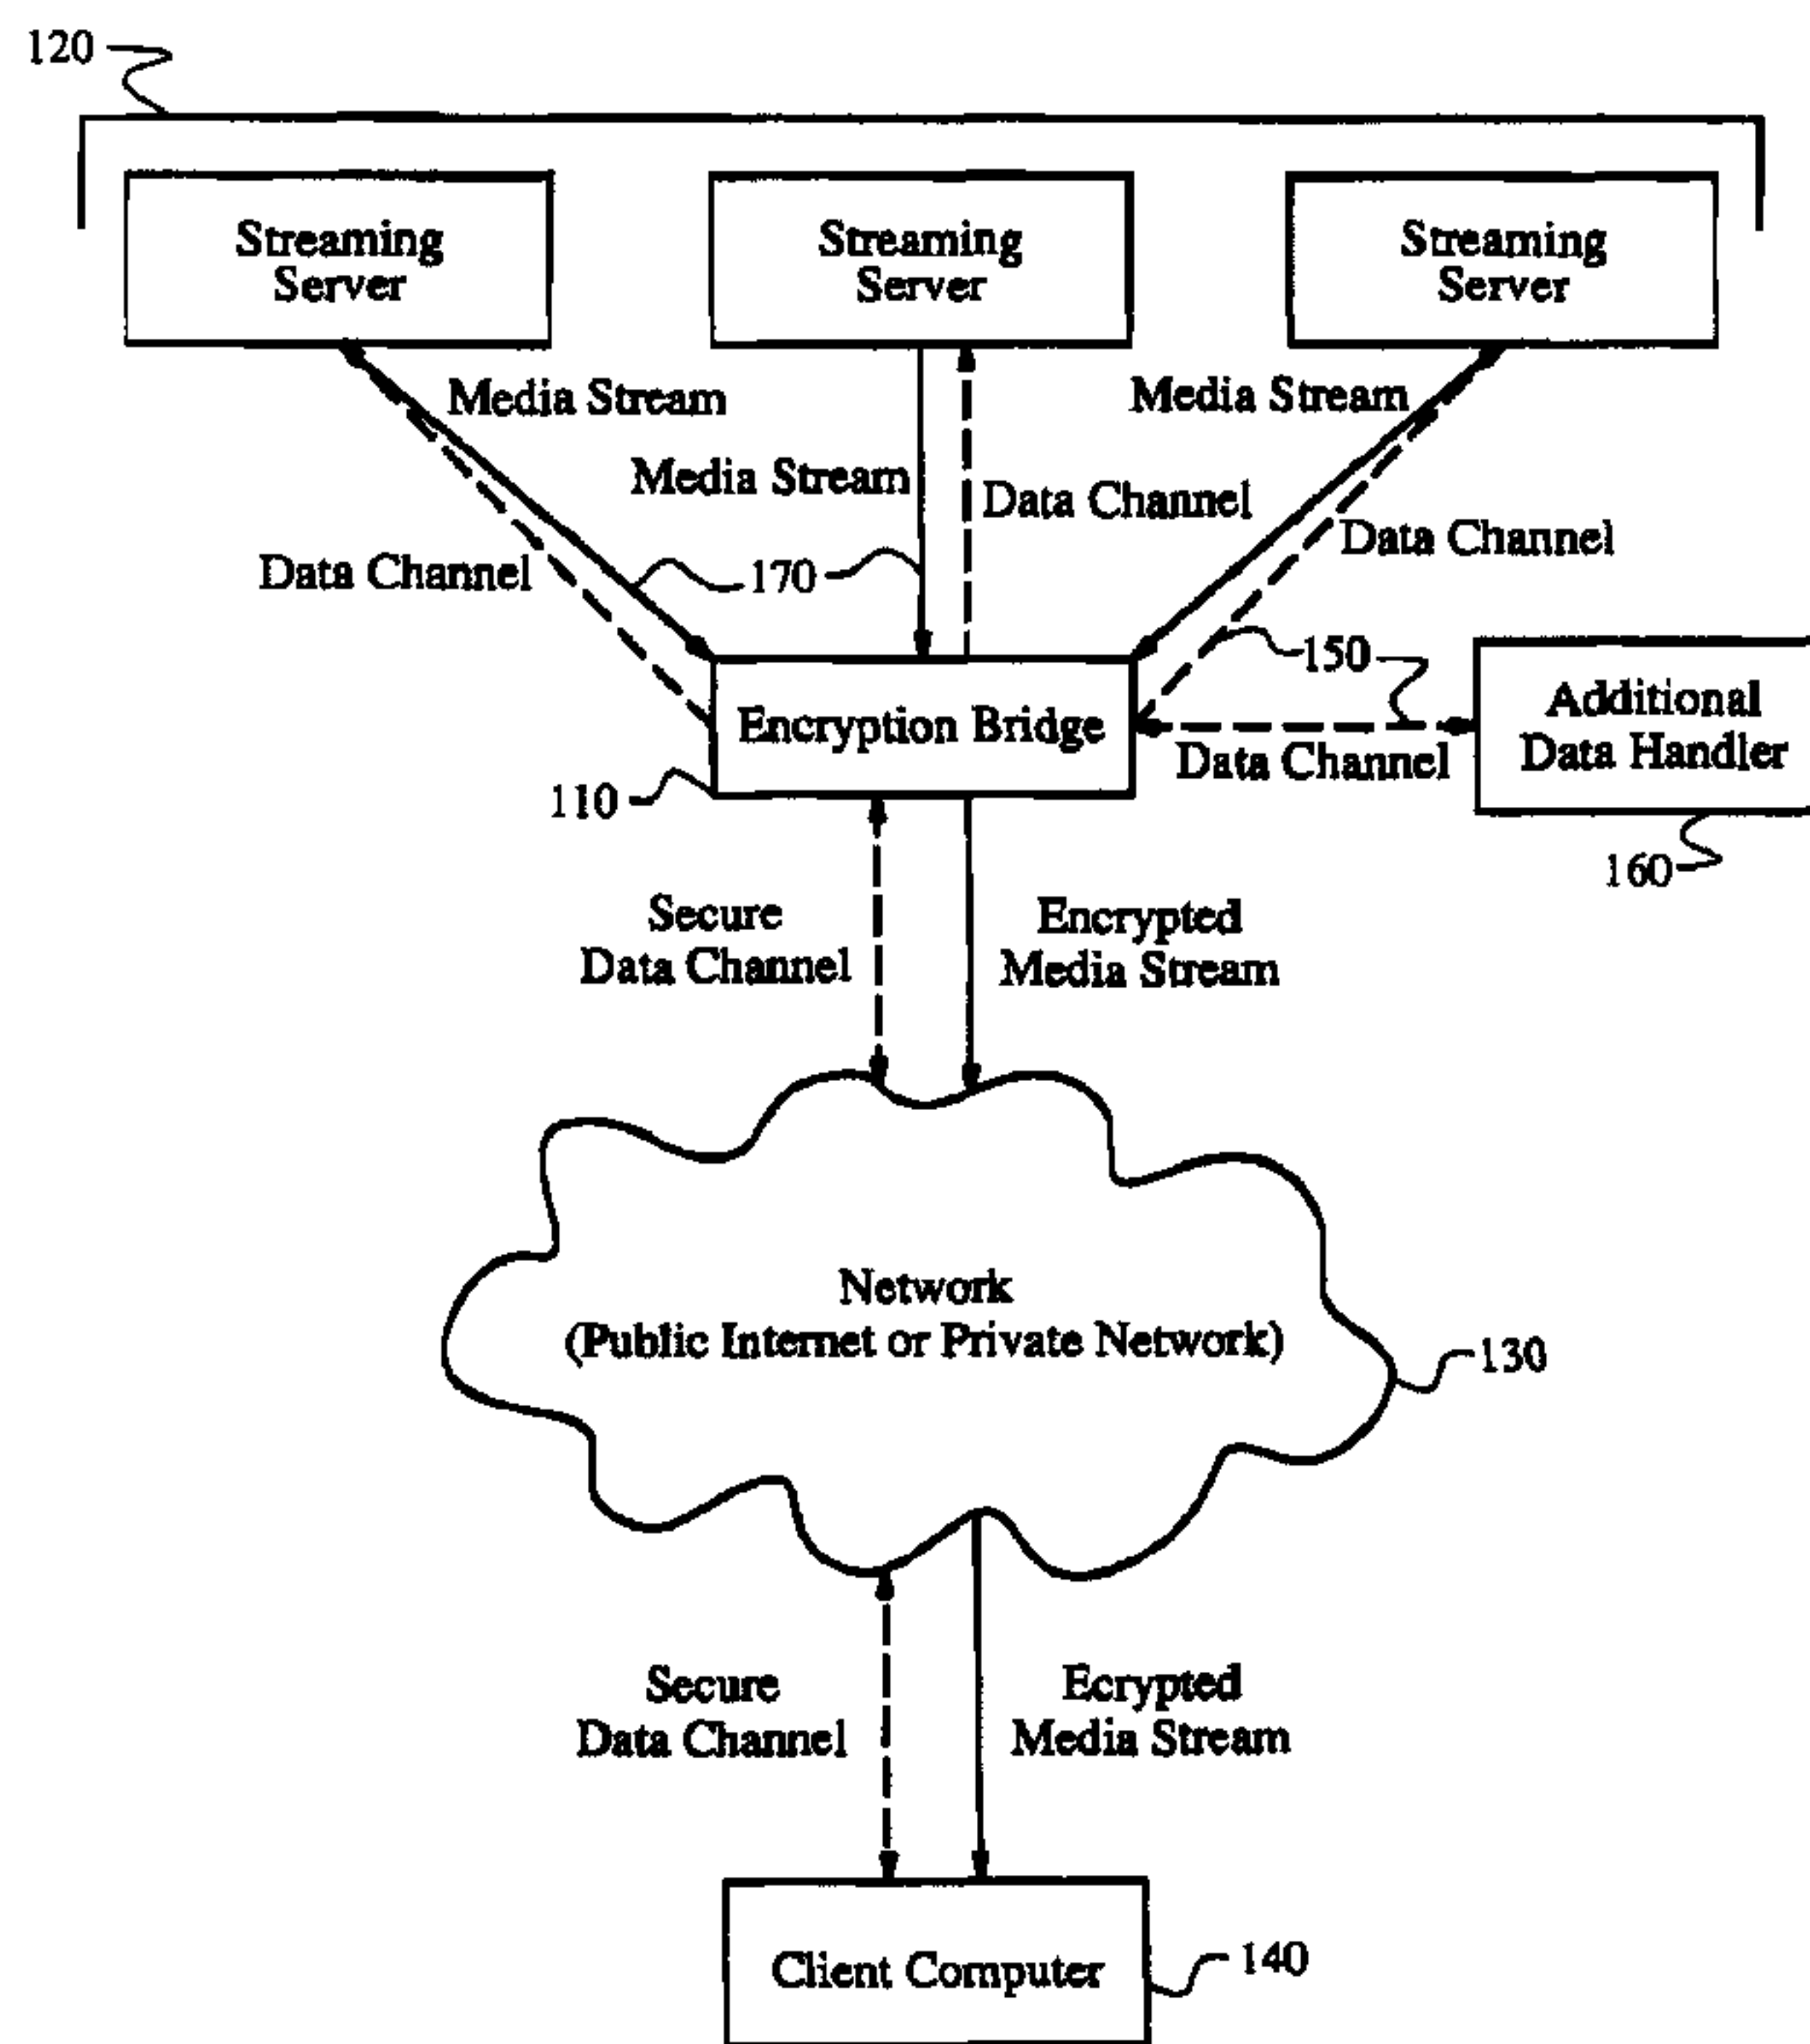 120
Streaming
Server
Streaming
Server
Streaming
Server
Media Stream
Media Stream
Media Stream
Data Channel
Data Channel
Data Channel
170
150
Encryption Bridge
Additional
Data Handler
Data Channel
110
160
Secure
Data Channel
Encrypted
Media Stream
Network
(Public Internet or Private Network)
130
Secure
Data Channel
Ecrypted
Media Stream
Client Computer
140